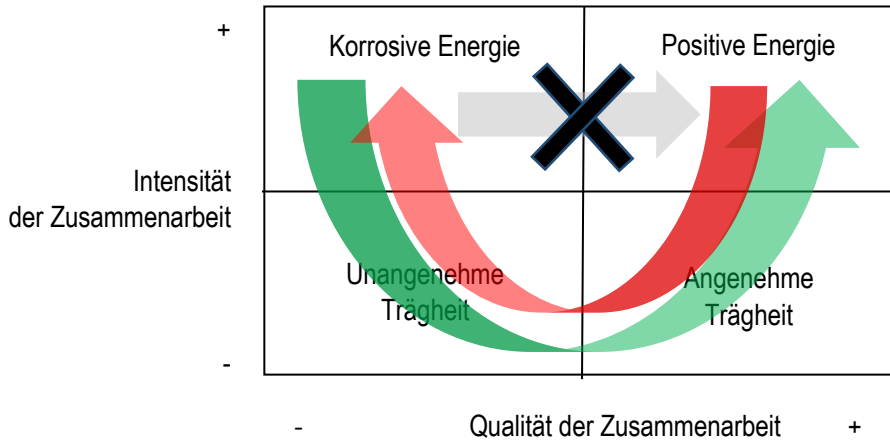 +
Korrosive Energie
Positive Energie
Intensität
der Zusammenarbeit
Unangenehme
Trägheit
Angenehme
Trägheit
-
-
Qualität der Zusammenarbeit
+